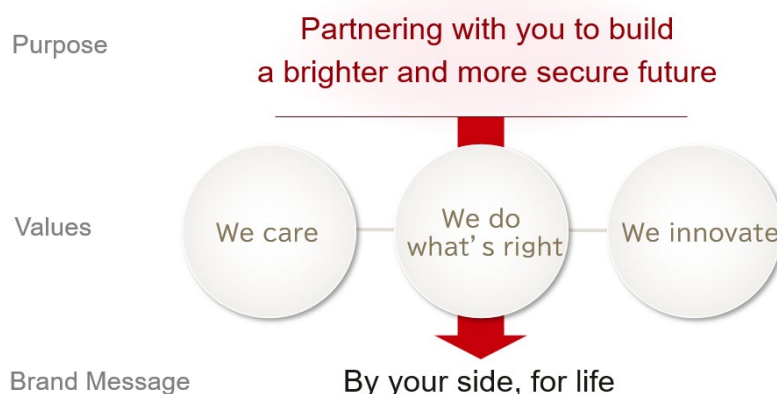 Purpose
Partnering with you to build
a brighter and more secure future
Values
We care
We do
what's right
We innovate
Brand Message
By your side, for life